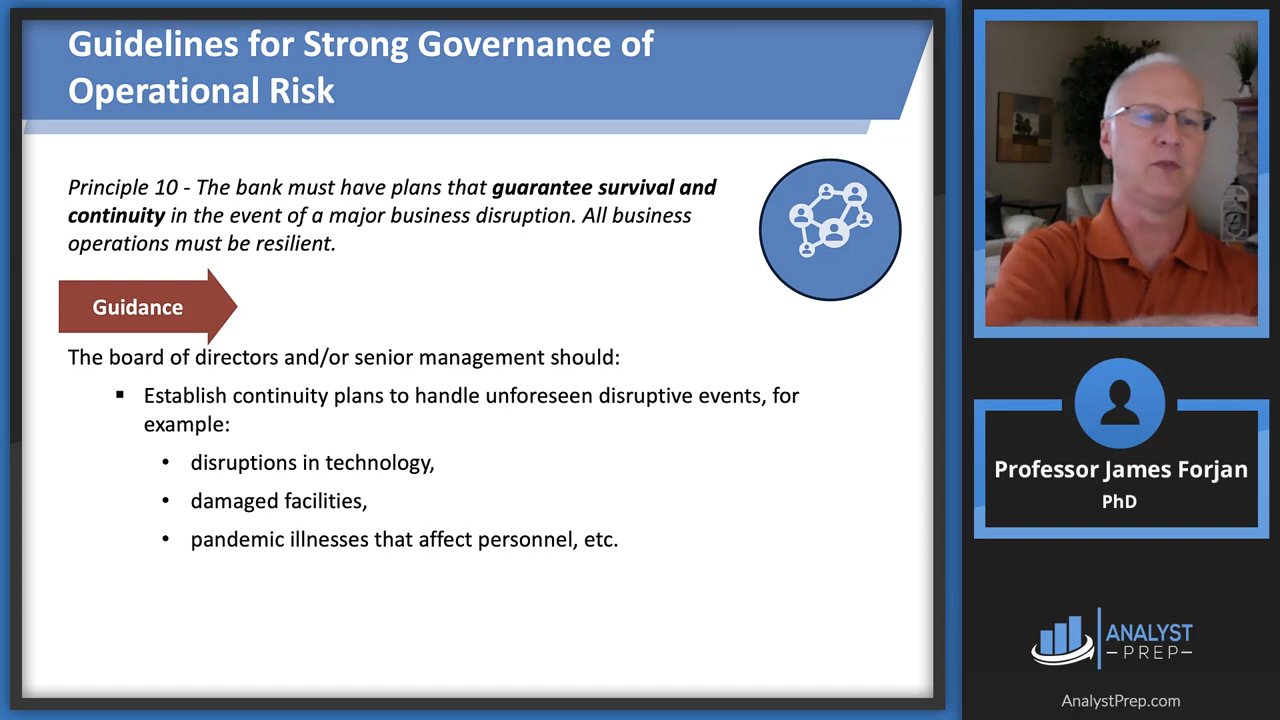 Guidelines for Strong Governance of
Operational Risk
Principle 10 - The bank must have plans that guarantee survival and
continuity in the event of a major business disruption. All business
operations must be resilient.
Guidance
The board of directors and/or senior management should:
▪ Establish continuity plans to handle unforeseen disruptive events, for
example:
• disruptions in technology,
• damaged facilities,
• pandemic illnesses that affect personnel, etc.
Professor James Forjan
PhD
ANALYST
–PREP–
AnalystPrep.com